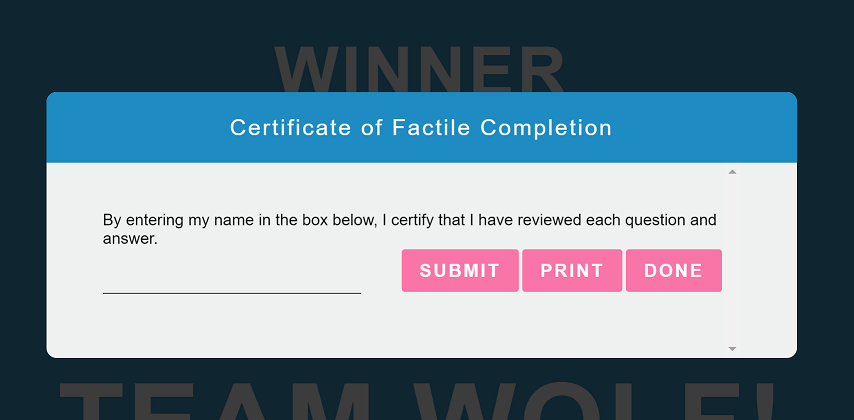 WINNER
Certificate of Factile Completion
By entering my name in the box below, I certify that I have reviewed each question and
answer.
SUBMIT PRINT DONE
TEAM WOLF!